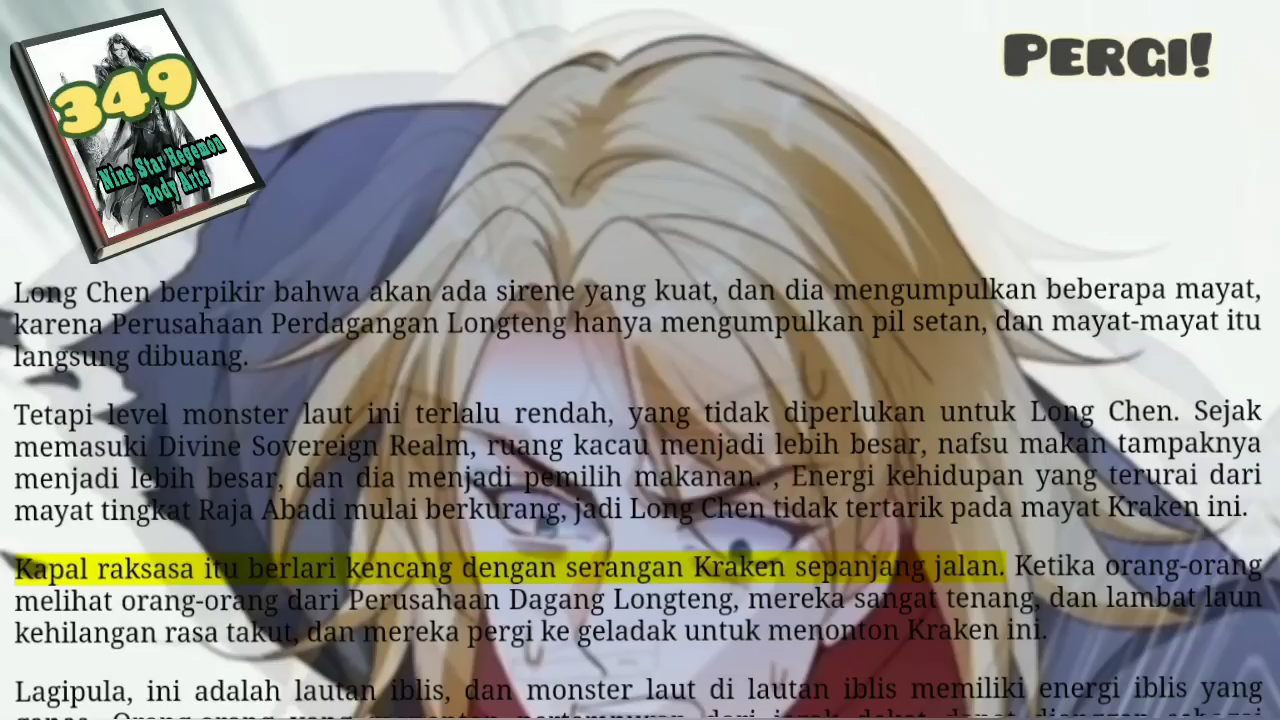 349
Nine Star Hegemon
Body Arts
PERGI!
Long Chen berpikir bahwa akan ada sirene yang kuat, dan dia mengumpulkan beberapa mayat,
karena Perusahaan Perdagangan Longteng hanya mengumpulkan pil setan, dan mayat-mayat itu
langsung dibuang.
Tetapi level monster laut ini terlalu rendah, yang tidak diperlukan untuk Long Chen. Sejak
memasuki Divine Sovereign Realm, ruang kacau menjadi lebih besar, nafsu makan tampaknya
menjadi lebih besar, dan dia menjadi pemilih makanan. , Energi kehidupan yang terurai dari
mayat tingkat Raja Abadi mulai berkurang, jadi Long Chen tidak tertarik pada mayat Kraken ini.
Kapal raksasa itu berlari kencang dengan serangan Kraken sepanjang jalan. Ketika orang-orang
melihat orang-orang dari Perusahaan Dagang Longteng, mereka sangat tenang, dan lambat laun
kehilangan rasa takut, dan mereka pergi ke geladak untuk menonton Kraken ini.
Lagipula, ini adalah lautan iblis, dan monster laut di lautan iblis memiliki energi iblis yang